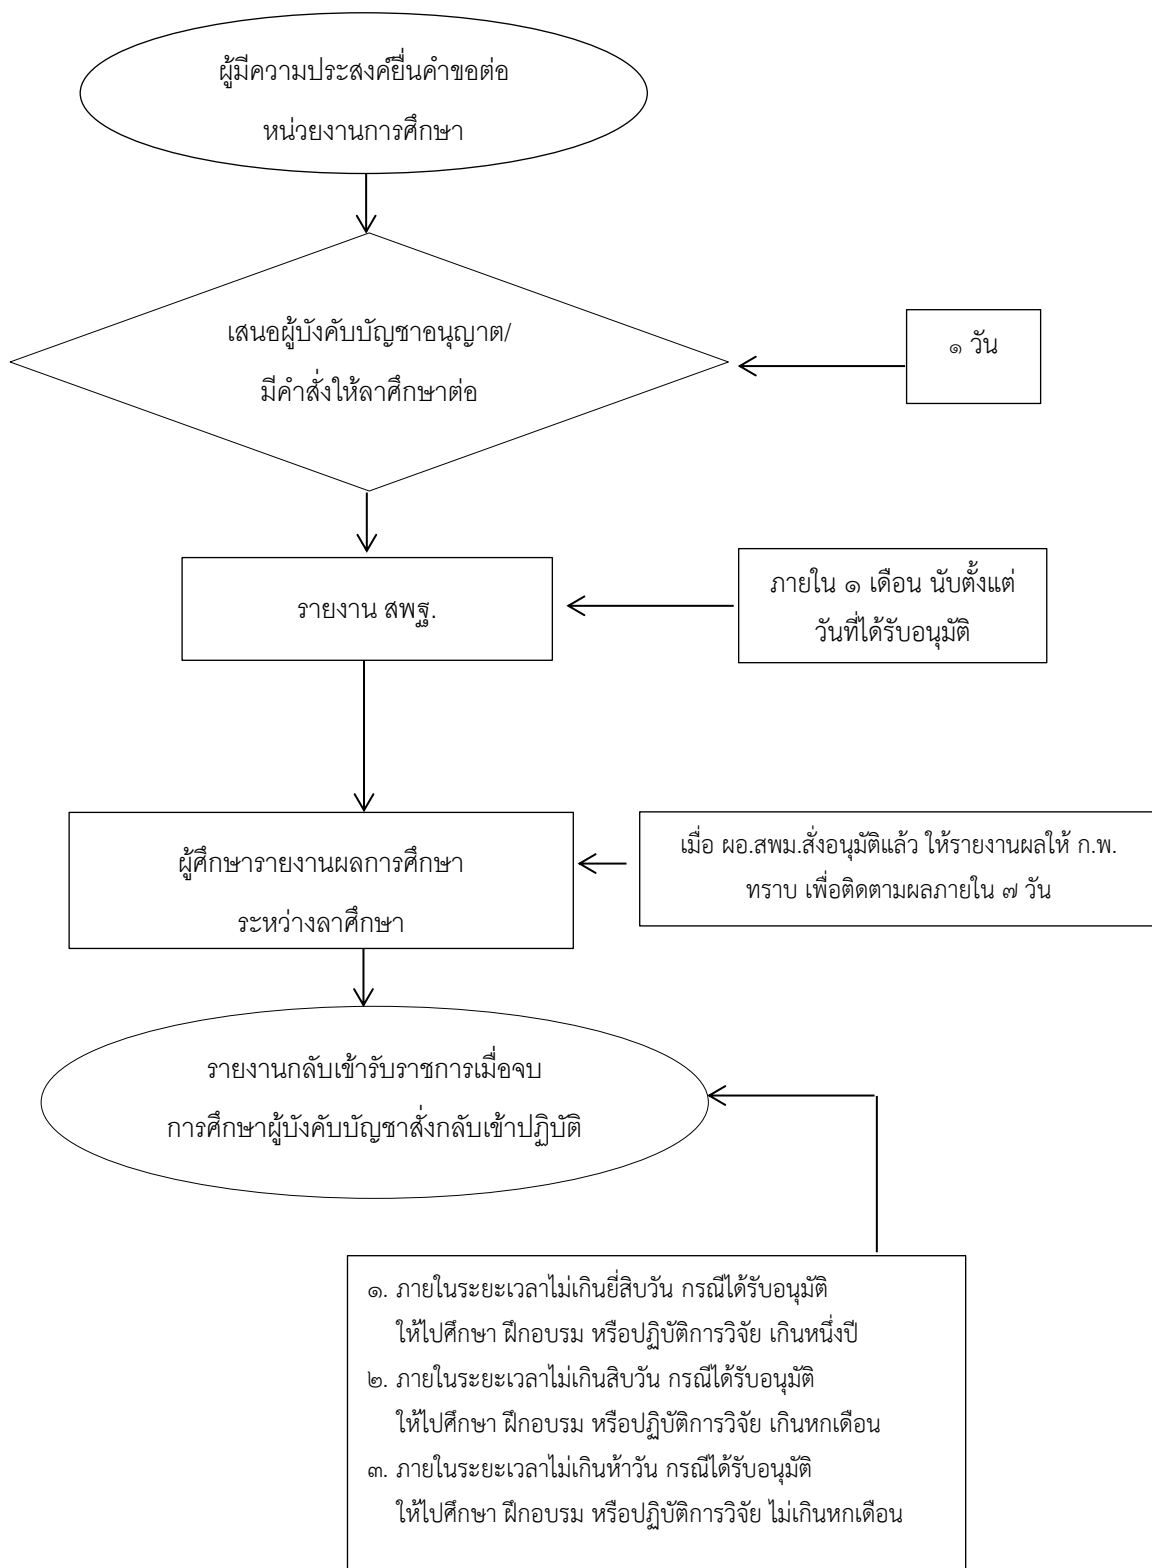 ผู้มีความประสงค์ยื่นคำขอต่อ
หน่วยงานการศึกษา
เสนอผู้บังคับบัญชาอนุญาต/
มีคำสั่งให้ลาศึกษาต่อ
๑ วัน
รายงาน สพฐ.
ภายใน ๑ เดือน นับตั้งแต่
วันที่ได้รับอนุมัติ
ผู้ศึกษารายงานผลการศึกษา
ระหว่างลาศึกษา
เมื่อ ผอ.สพม.สั่งอนุมัติแล้ว ให้รายงานผลให้ ก.พ.
ทราบ เพื่อติดตามผลภายใน ๗ วัน
รายงานกลับเข้ารับราชการเมื่อจบ
การศึกษาผู้บังคับบัญชาสั่งกลับเข้าปฏิบัติ
๑. ภายในระยะเวลาไม่เกินยี่สิบวัน กรณีได้รับอนุมัติ
ให้ไปศึกษา ฝึกอบรม หรือปฏิบัติการวิจัย เกินหนึ่งปี
๒. ภายในระยะเวลาไม่เกินสิบวัน กรณีได้รับอนุมัติ
ให้ไปศึกษา ฝึกอบรม หรือปฏิบัติการวิจัย เกินหกเดือน
๓. ภายในระยะเวลาไม่เกินห้าวัน กรณีได้รับอนุมัติ
ให้ไปศึกษา ฝึกอบรม หรือปฏิบัติการวิจัย ไม่เกินหกเดือน